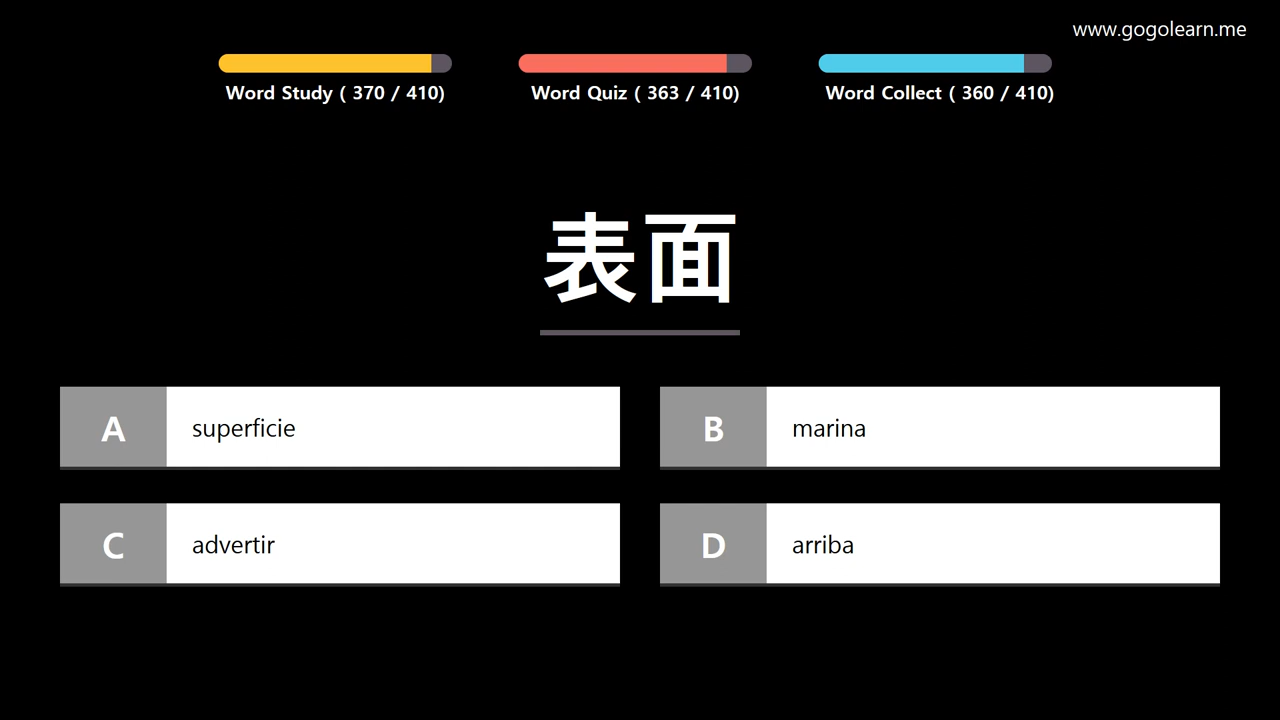 www.gogolearn.me
Word Study ( 370 / 410)
Word Quiz ( 363 / 410)
Word Collect ( 360 / 410)
表面
A superficie
B marina
C advertir
D arriba